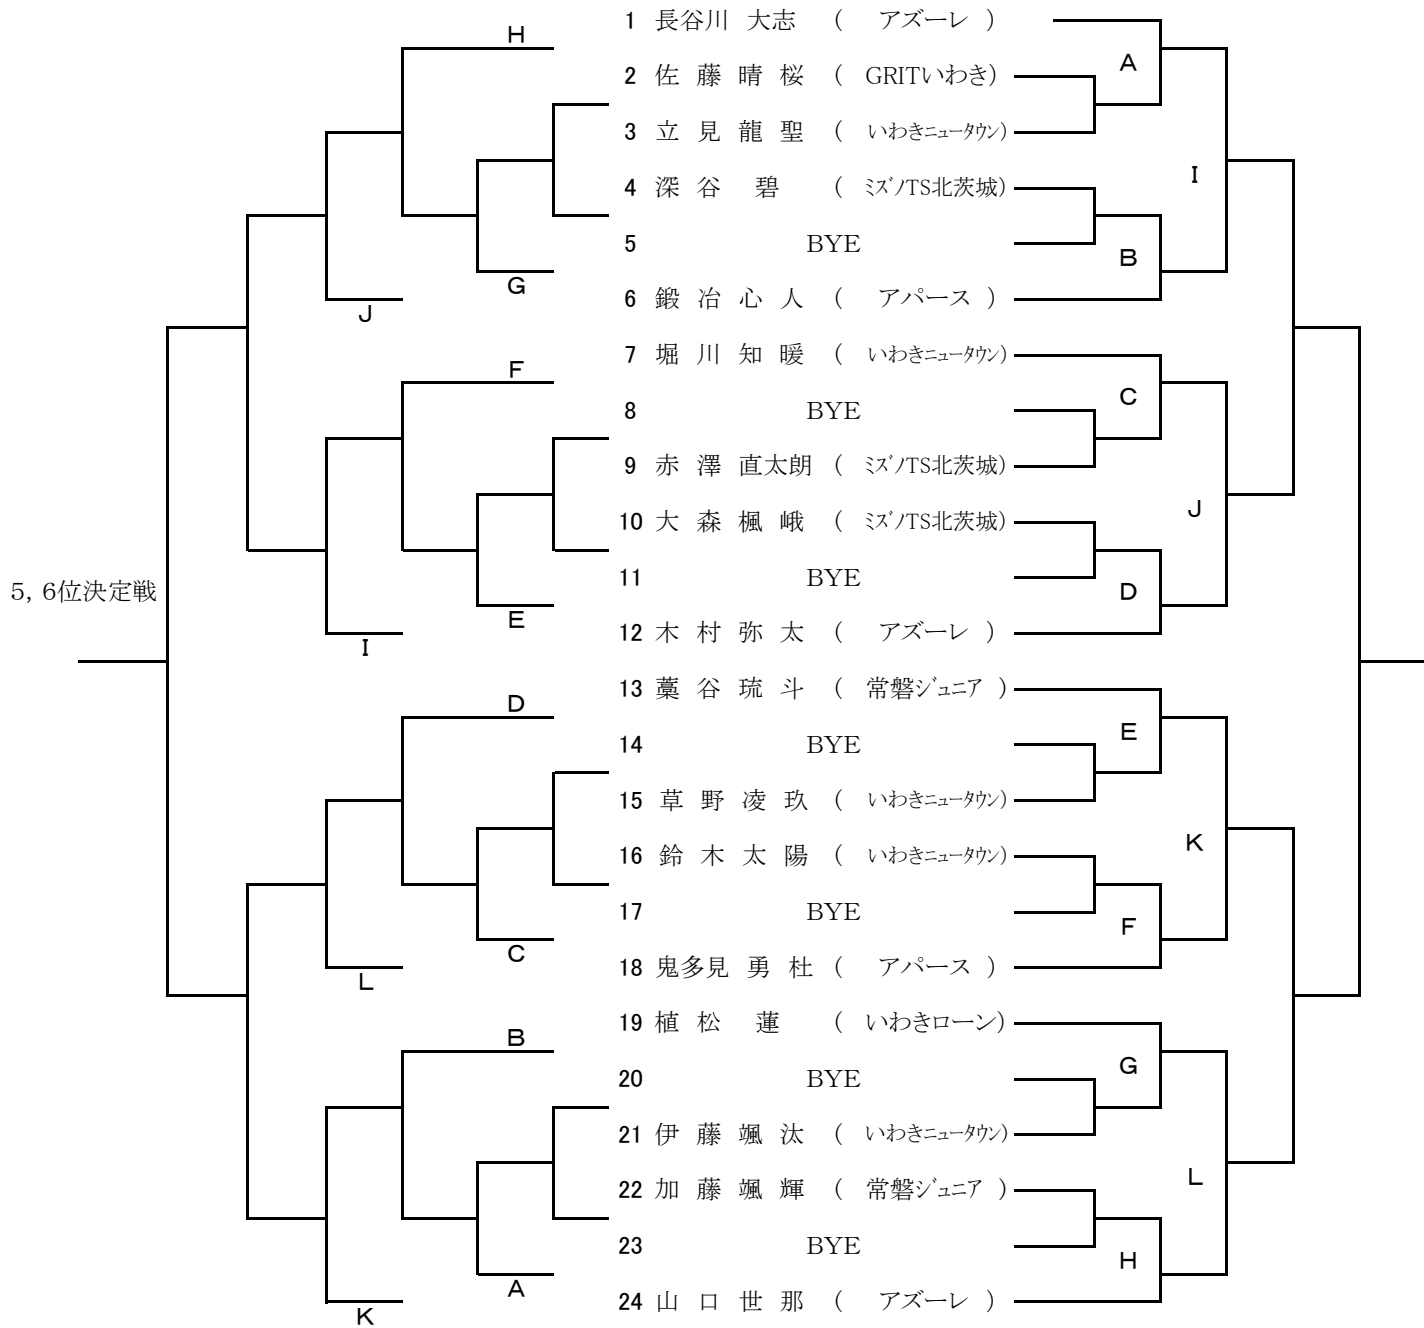 H
1 長谷川 大志 ( アズーレ )
A
2 佐 藤 晴 桜 ( GRITいわき)
3 立 見 龍 聖 ( いわきニュータウン)
I
4 深 谷 碧 ( ミズノTS北茨城)
5 BYE
B
G
6 鍛 冶 心 人 ( アパース )
J
7 堀 川 知 暖 ( いわきニュータウン)
F
C
8 BYE
9 赤 澤 直太朗 ( ミズノTS北茨城)
J
10 大 森 楓 峨 ( ミズノTS北茨城)
11 BYE
5, 6位決定戦
D
E
12 木 村 弥 太 ( アズーレ )
I
13 藁 谷 琉 斗 ( 常磐ジュニア )
D
E
14 BYE
15 草 野 凌 玖 ( いわきニュータウン)
K
16 鈴 木 太 陽 ( いわきニュータウン)
17 BYE
F
C
18 鬼多見 勇 杜 ( アパース )
L
19 植 松 蓮 ( いわきローン)
B
G
20 BYE
21 伊 藤 颯 汰 ( いわきニュータウン)
L
22 加 藤 颯 輝 ( 常磐ジュニア )
23 BYE
H
A
24 山 口 世 那 ( アズーレ )
K